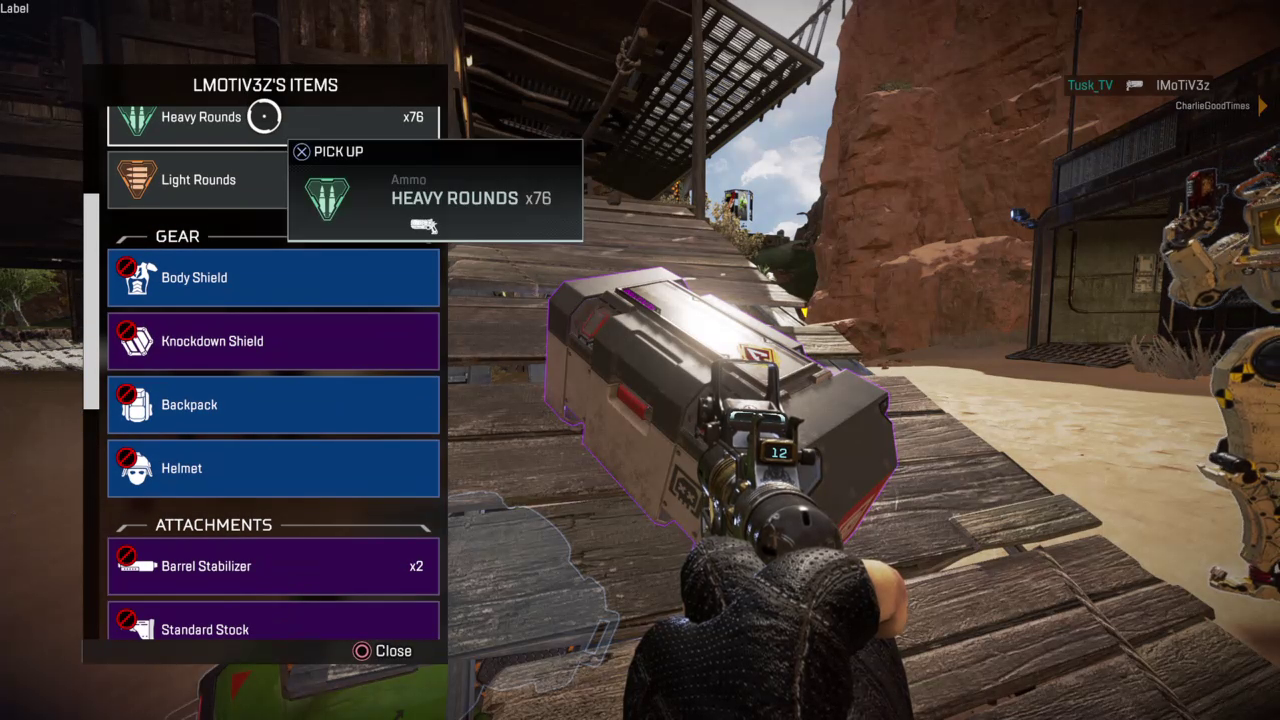 Label
LMOTIV3Z'S ITEMS
Tusk_TV lMoTiV3z
CharlieGoodTimes
Heavy Rounds x76
PICK UP
Ammo
HEAVY ROUNDS x76
Light Rounds
GEAR
Body Shield
Knockdown Shield
Backpack
Helmet
12
ATTACHMENTS
Barrel Stabilizer x2
Standard Stock
Close